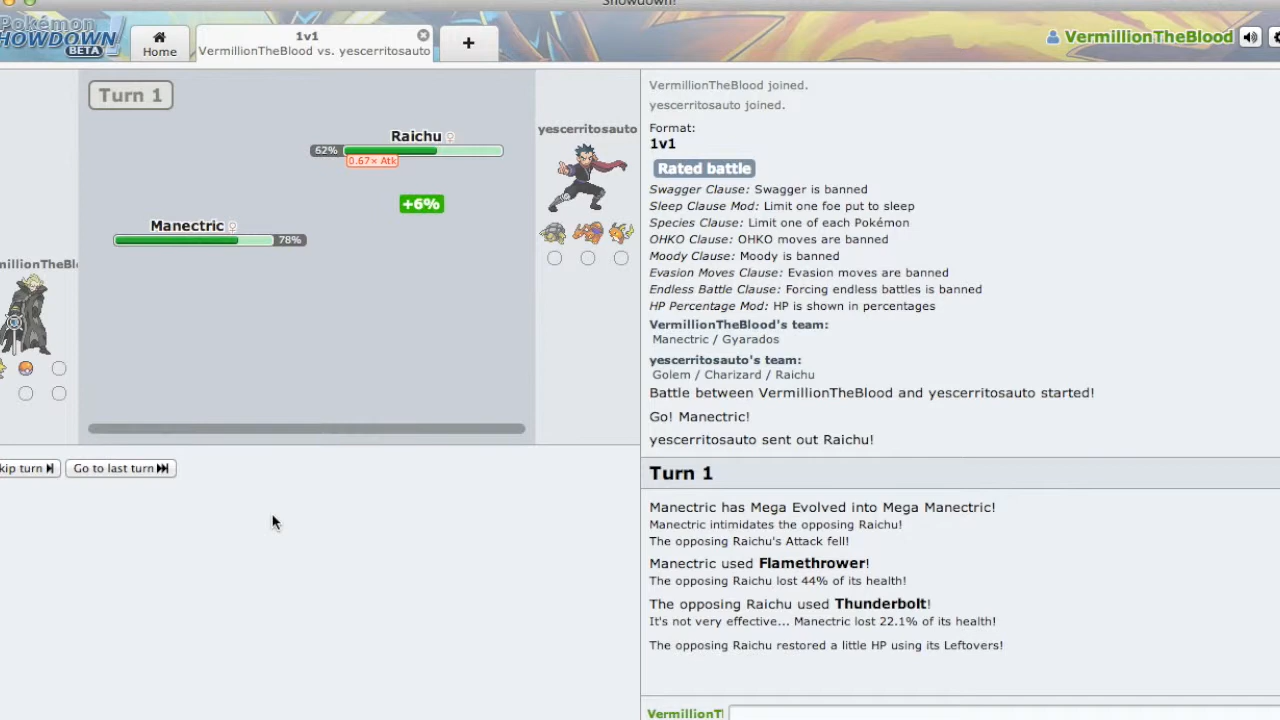 Showdown!
Pokémon
SHOWDOWN
BETA
Home
1v1
VermillionTheBlood vs. yescerritosauto
+
VermillionTheBlood
Turn 1
Raichu ♀
62%
0.67× Atk
+6%
Manectric ♀
78%
millionTheBl
yescerritosauto
kip turn
Go to last turn
VermillionTheBlood joined.
yescerritosauto joined.
Format:
1v1
Rated battle
Swagger Clause: Swagger is banned
Sleep Clause Mod: Limit one foe put to sleep
Species Clause: Limit one of each Pokémon
OHKO Clause: OHKO moves are banned
Moody Clause: Moody is banned
Evasion Moves Clause: Evasion moves are banned
Endless Battle Clause: Forcing endless battles is banned
HP Percentage Mod: HP is shown in percentages
VermillionTheBlood's team:
Manectric / Gyarados
yescerritosauto's team:
Golem / Charizard / Raichu
Battle between VermillionTheBlood and yescerritosauto started!
Go! Manectric!
yescerritosauto sent out Raichu!
Turn 1
Manectric has Mega Evolved into Mega Manectric!
Manectric intimidates the opposing Raichu!
The opposing Raichu's Attack fell!
Manectric used Flamethrower!
The opposing Raichu lost 44% of its health!
The opposing Raichu used Thunderbolt!
It's not very effective... Manectric lost 22.1% of its health!
The opposing Raichu restored a little HP using its Leftovers!
VermillionT